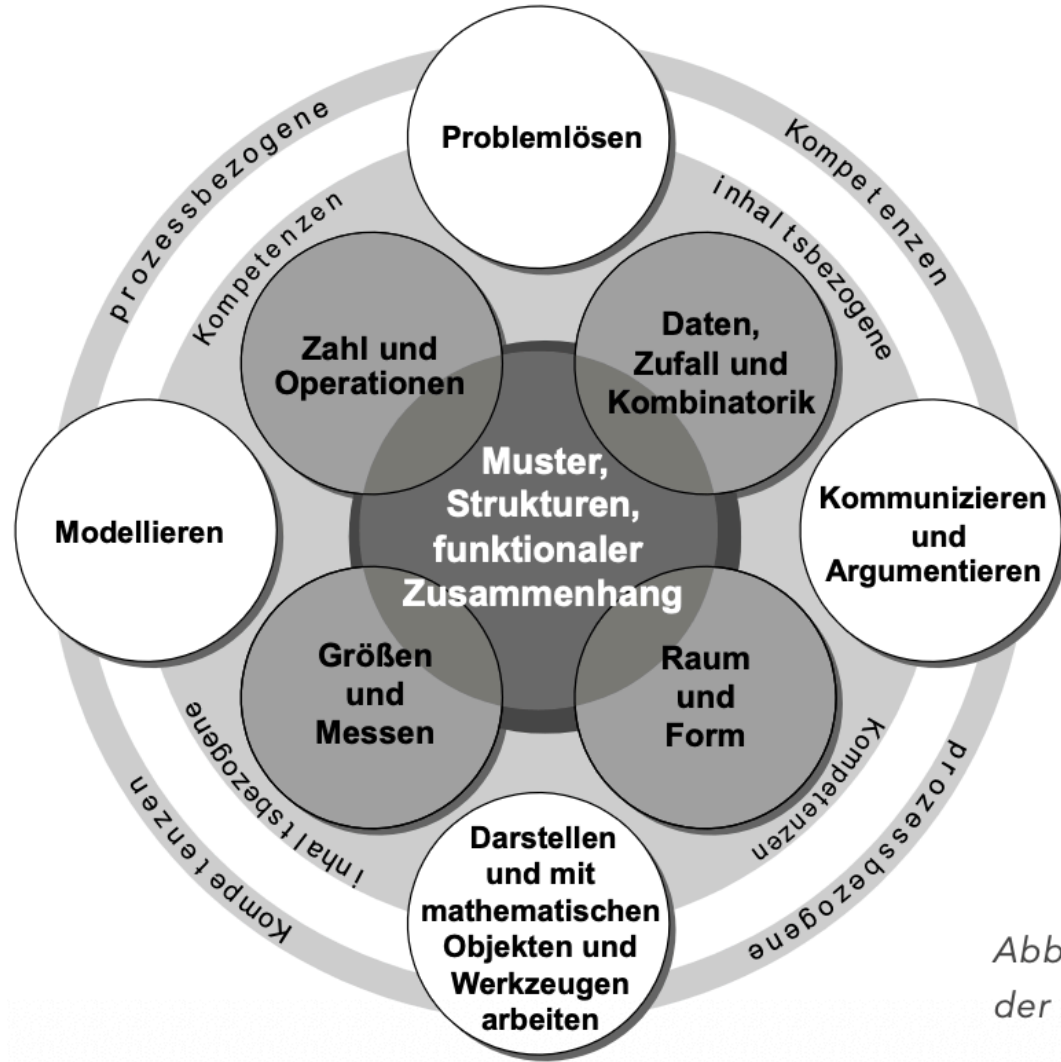 Problemlösen
prozessbezogene
Kompetenzen
Kompetenzen
inhaltsbezogene
Zahl und
Operationen
Daten,
Zufall und
Kombinatorik
Muster,
Strukturen,
funktionaler
Zusammenhang
Modellieren
Kommunizieren
und
Argumentieren
Größen
und
Messen
Raum
und
Form
inhaltsbezogene
Kompetenzen
Kompetenzen
prozessbezogene
Darstellen
und mit
mathematischen
Objekten und
Werkzeugen
arbeiten
Abb
der